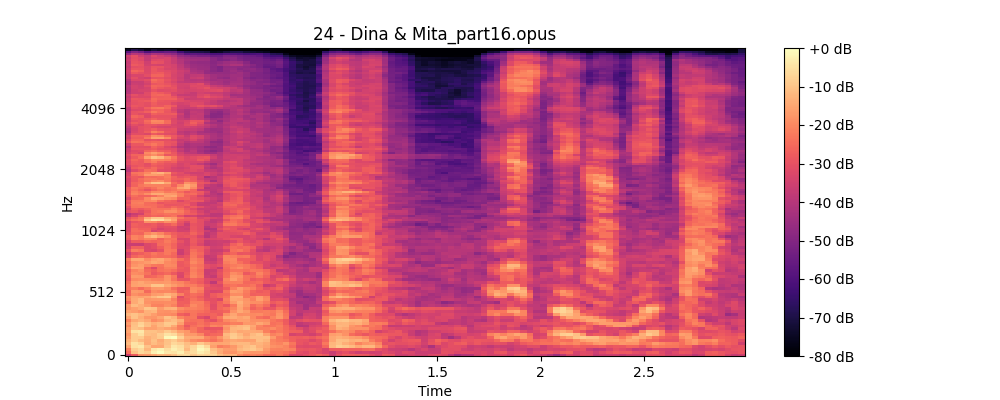 24 - Dina & Mita_part16.opus
+0 dB
-10 dB
-20 dB
-30 dB
-40 dB
-50 dB
-60 dB
-70 dB
-80 dB
4096
2048
1024
512
0
Hz
0 0.5 1 1.5 2 2.5
Time